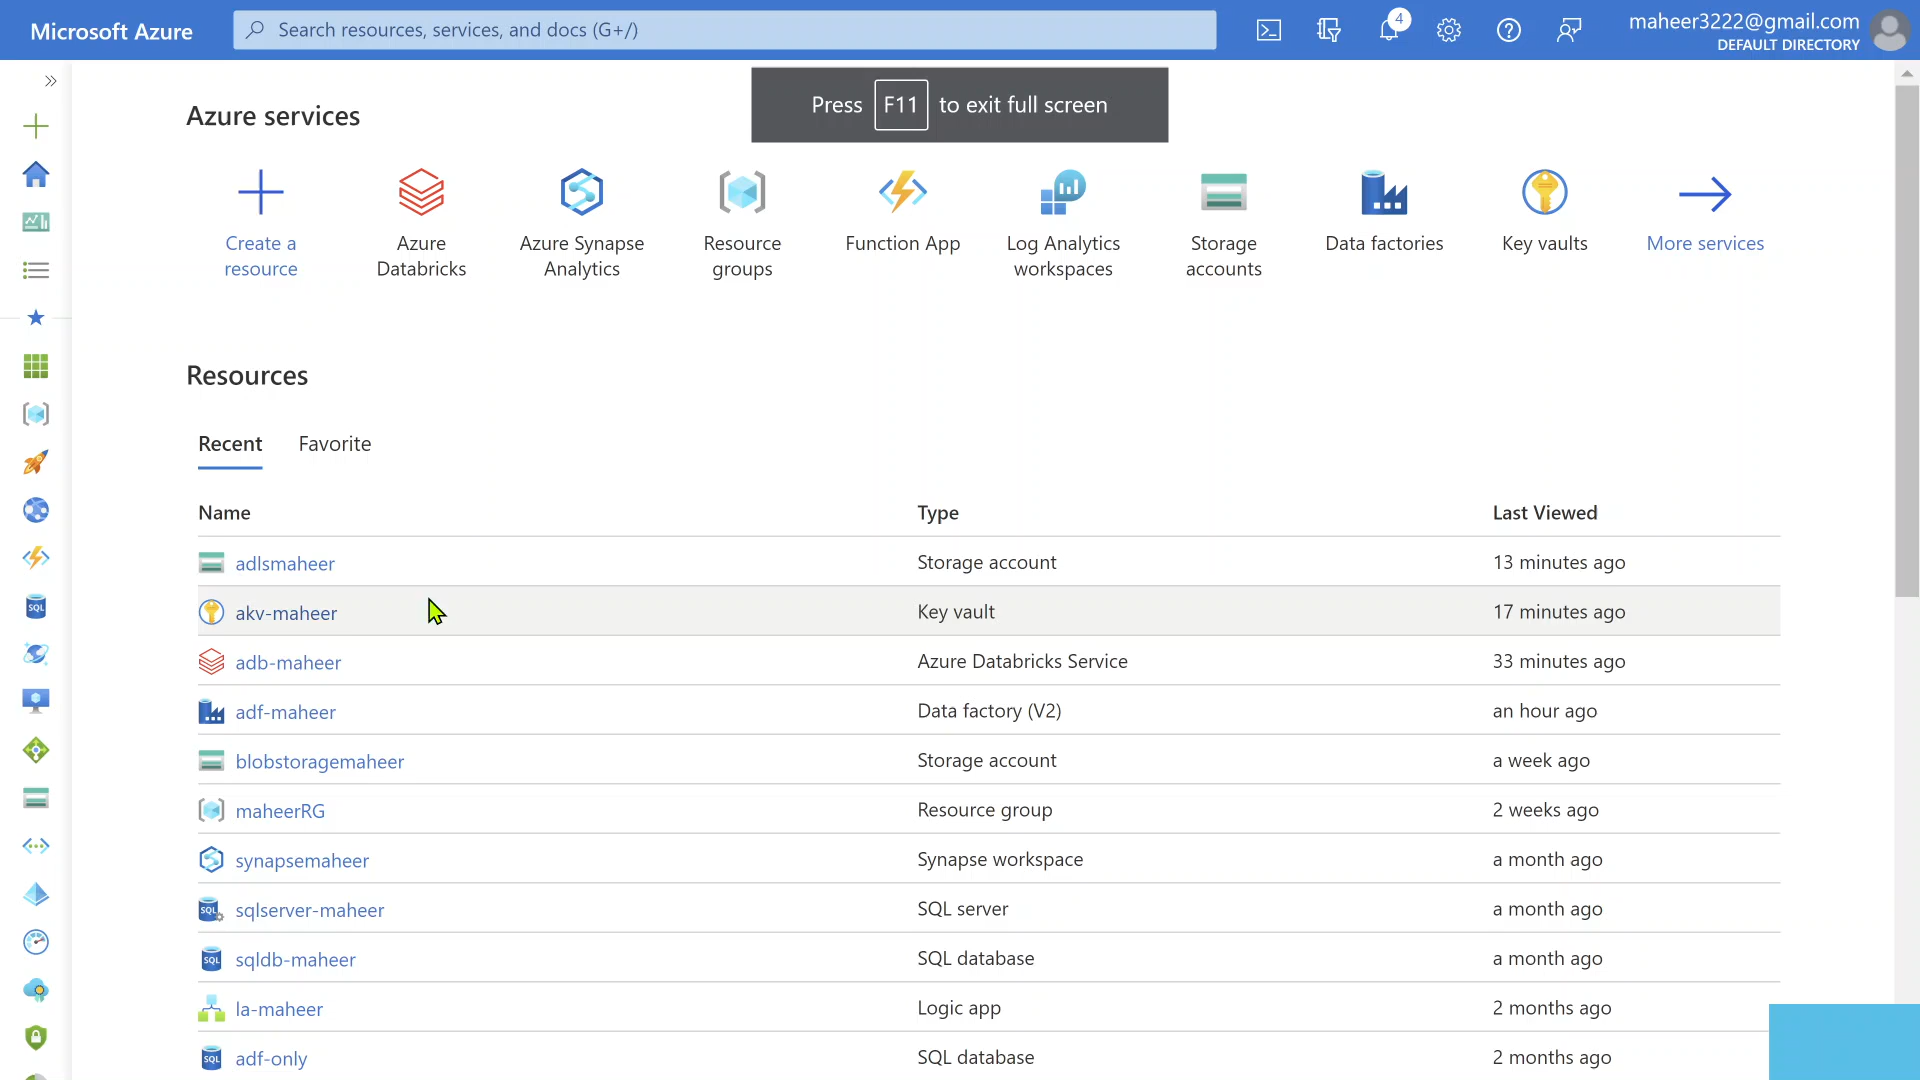 Microsoft Azure
Search resources, services, and docs (G+/)
4
maheer3222@gmail.com
DEFAULT DIRECTORY
Press F11 to exit full screen
Azure services
Create a resource
Azure Databricks
Azure Synapse Analytics
Resource groups
Function App
Log Analytics workspaces
Storage accounts
Data factories
Key vaults
More services
Resources
Recent Favorite
Name Type Last Viewed
adlsmaheer Storage account 13 minutes ago
akv-maheer Key vault 17 minutes ago
adb-maheer Azure Databricks Service 33 minutes ago
adf-maheer Data factory (V2) an hour ago
blobstoragemaheer Storage account a week ago
maheerRG Resource group 2 weeks ago
synapsemaheer Synapse workspace a month ago
sqlserver-maheer SQL server a month ago
sqldb-maheer SQL database a month ago
la-maheer Logic app 2 months ago
adf-only SQL database 2 months ago